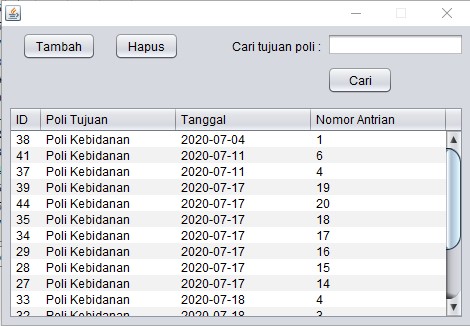 Tambah Hapus Cari tujuan poli :
Cari
ID Poli Tujuan Tanggal Nomor Antrian
38 Poli Kebidanan 2020-07-04 1
41 Poli Kebidanan 2020-07-11 6
37 Poli Kebidanan 2020-07-11 4
39 Poli Kebidanan 2020-07-17 19
44 Poli Kebidanan 2020-07-17 20
35 Poli Kebidanan 2020-07-17 18
34 Poli Kebidanan 2020-07-17 17
29 Poli Kebidanan 2020-07-17 16
28 Poli Kebidanan 2020-07-17 15
27 Poli Kebidanan 2020-07-17 14
33 Poli Kebidanan 2020-07-18 4
32 Poli Kebidanan 2020-07-18 3